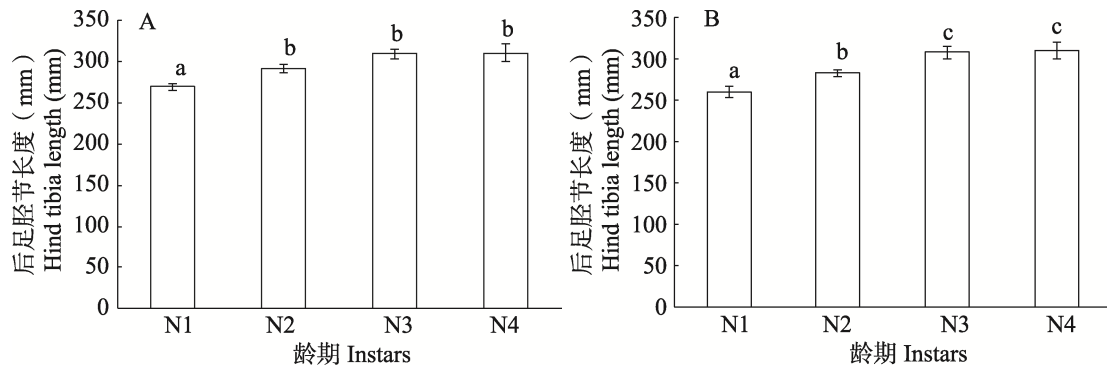 A
后足胫节长度（mm）
Hind tibia length (mm)
350
300
250
200
150
100
50
0
a
b
b
b
N1
N2
N3
N4
龄期 Instars
B
后足胫节长度（mm）
Hind tibia length (mm)
350
300
250
200
150
100
50
0
a
b
c
c
N1
N2
N3
N4
龄期 Instars